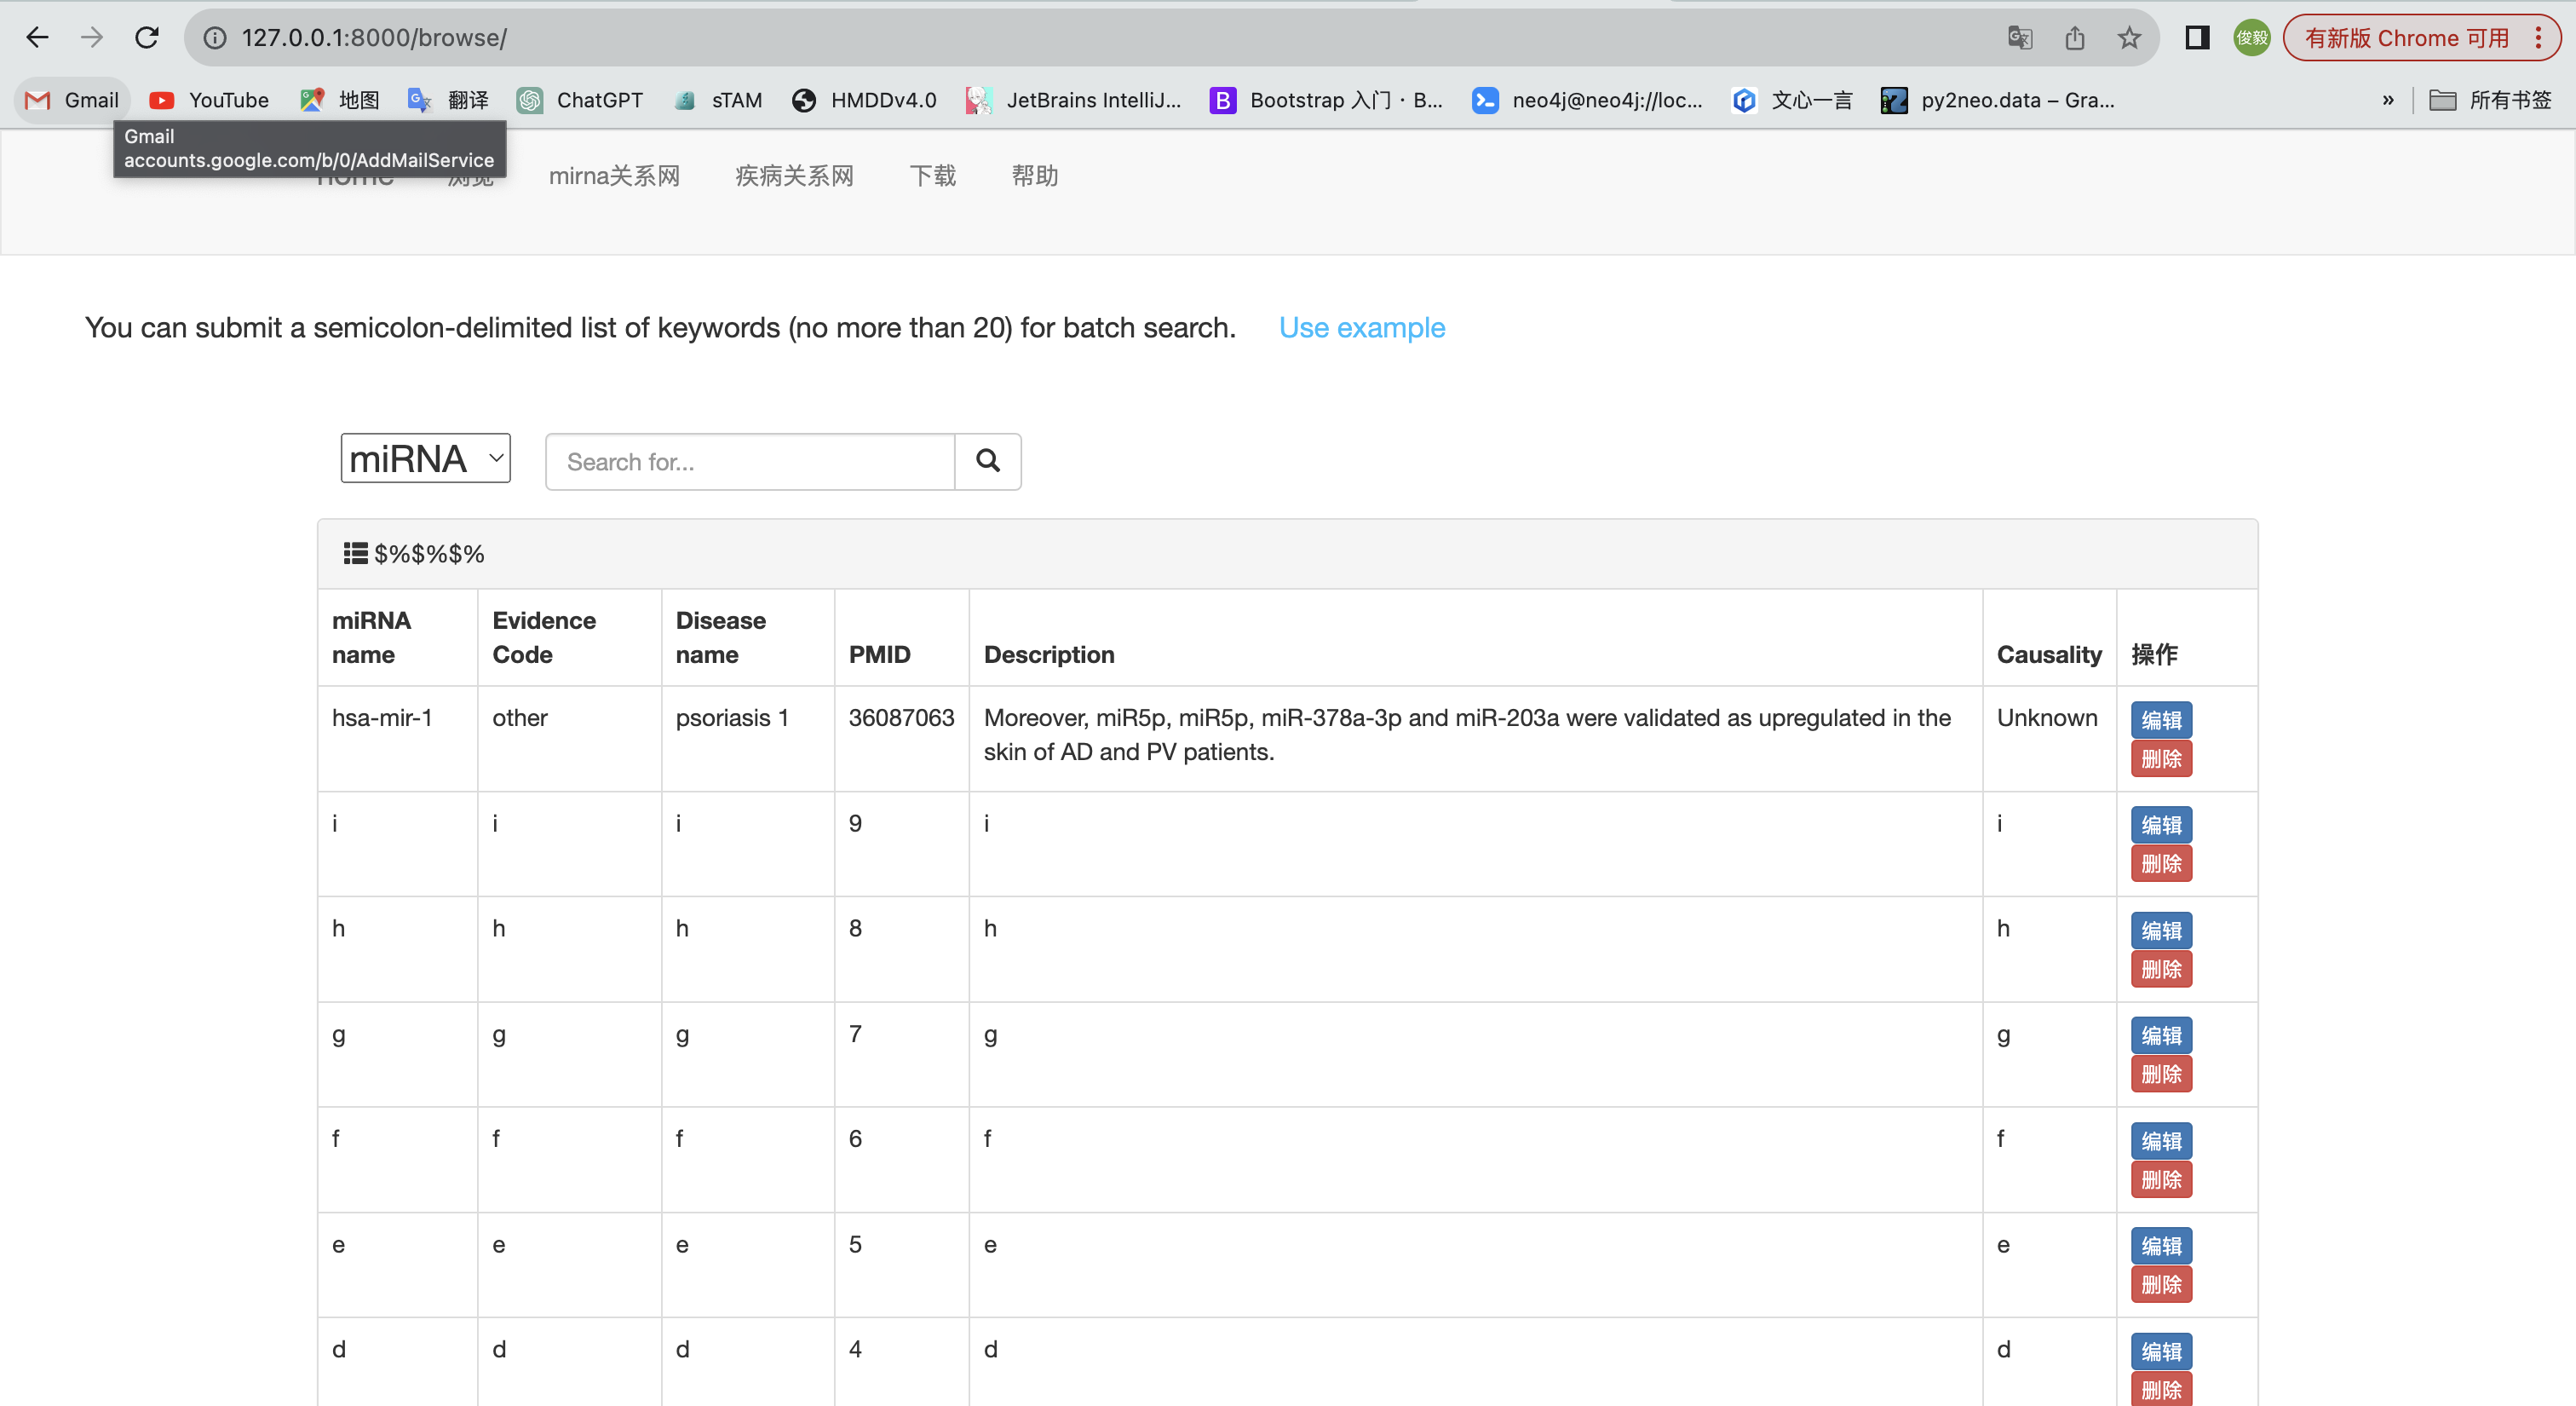 127.0.0.1:8000/browse/
俊毅
有新版 Chrome 可用
Gmail
YouTube
地图
翻译
ChatGPT
sTAM
HMDDv4.0
JetBrains IntelliJ...
Bootstrap 入门 · B...
neo4j@neo4j://loc...
文心一言
py2neo.data – Gra...
»
所有书签
Gmail
accounts.google.com/b/0/AddMailService
home
浏览
mirna关系网
疾病关系网
下载
帮助
You can submit a semicolon-delimited list of keywords (no more than 20) for batch search. Use example
miRNA
Search for...
$%$%$%
miRNA name Evidence Code Disease name PMID Description Causality 操作
hsa-mir-1 other psoriasis 1 36087063 Moreover, miR5p, miR5p, miR-378a-3p and miR-203a were validated as upregulated in the Unknown 编辑
skin of AD and PV patients. 删除
i i i 9 i i 编辑
删除
h h h 8 h h 编辑
删除
g g g 7 g g 编辑
删除
f f f 6 f f 编辑
删除
e e e 5 e e 编辑
删除
d d d 4 d d 编辑
删除